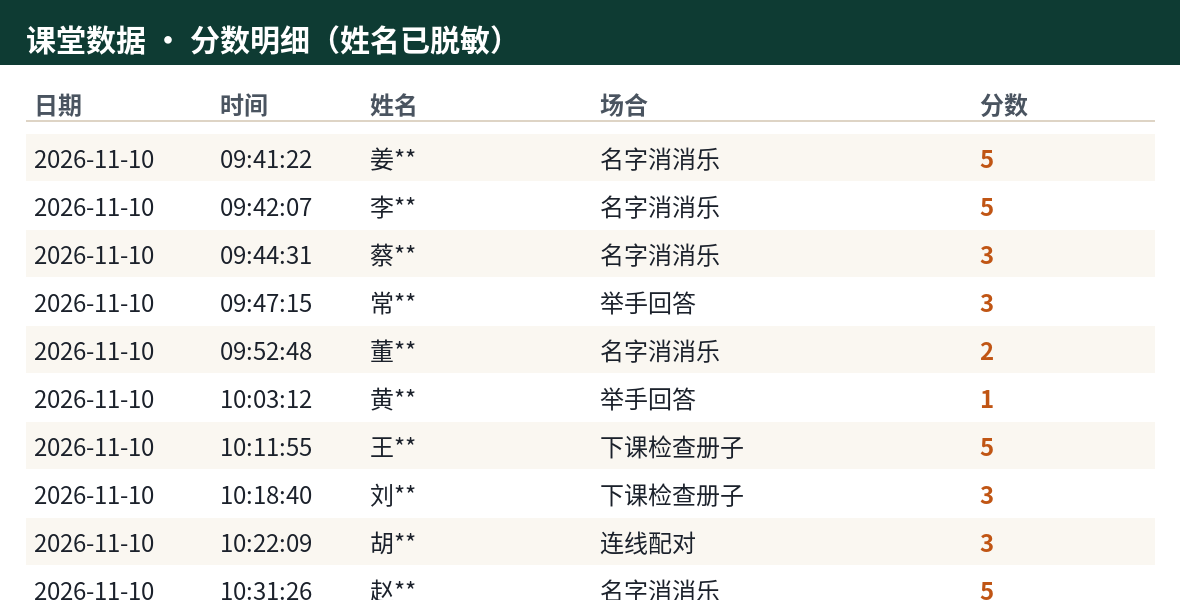 课堂数据 · 分数明细（姓名已脱敏）
日期 时间 姓名 场合 分数
2026-11-10 09:41:22 姜** 名字消消乐 5
2026-11-10 09:42:07 李** 名字消消乐 5
2026-11-10 09:44:31 蔡** 名字消消乐 3
2026-11-10 09:47:15 常** 举手回答 3
2026-11-10 09:52:48 董** 名字消消乐 2
2026-11-10 10:03:12 黄** 举手回答 1
2026-11-10 10:11:55 王** 下课检查册子 5
2026-11-10 10:18:40 刘** 下课检查册子 3
2026-11-10 10:22:09 胡** 连线配对 3
2026-11-10 10:31:26 赵** 名字消消乐 5